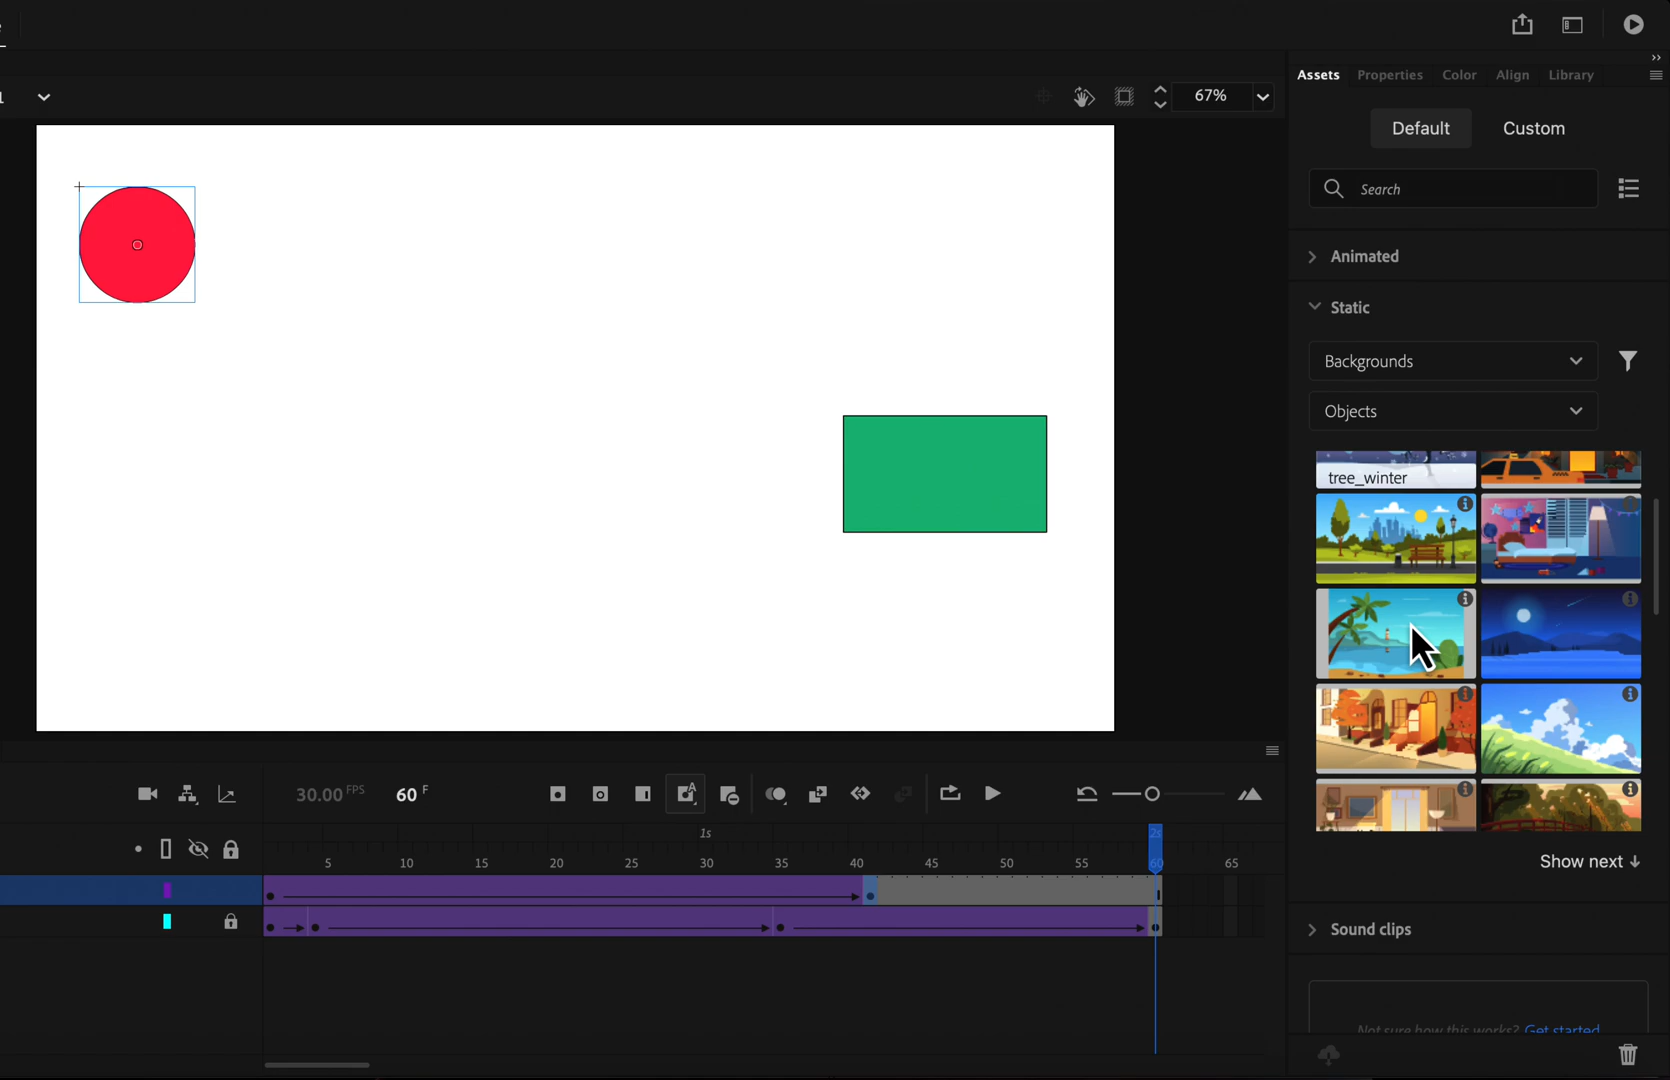 Assets Properties Color Align Library
67%
Default Custom
Search
Animated
Static
Backgrounds
Objects
tree_winter
Show next ↓
30.00 FPS 60 F
1s 2s
5 10 15 20 25 30 35 40 45 50 55 60 65
Sound clips
Not sure how this works? Get started